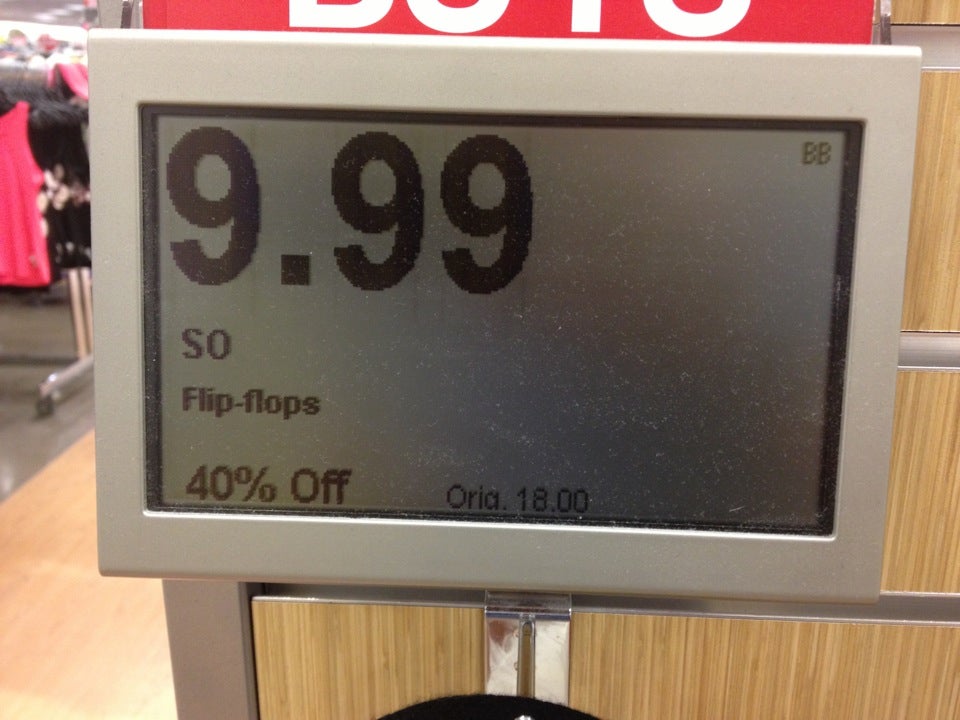 9.99
BB
SO
Flip-flops
40% Off
Orig. 18.00